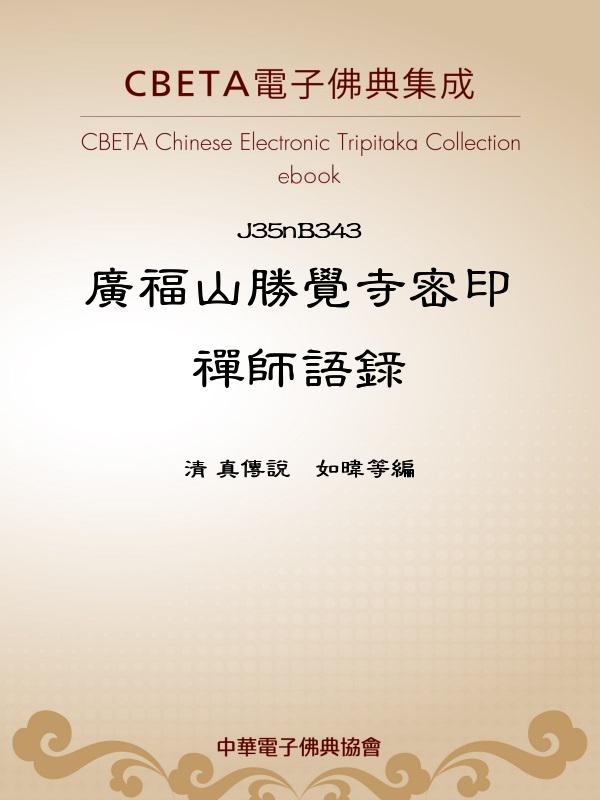 CBETA電子佛典集成
CBETA Chinese Electronic Tripitaka Collection
ebook
J35nB343
廣福山勝覺寺密印
禪師語錄
清 真傳說　如暐等編
中華電子佛典協會